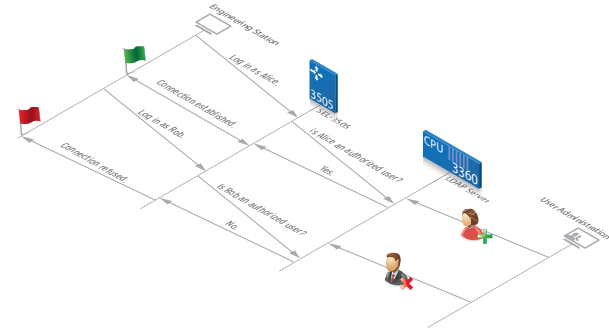 Engineering Station
Log in as Alice.
3505
SEL-3505
Connection established.
Is Alice an authorized user?
CPU
3360
LDAP Server
Log in as Rob.
Yes.
User Administration
Connection refused.
Is Rob an authorized user?
No.